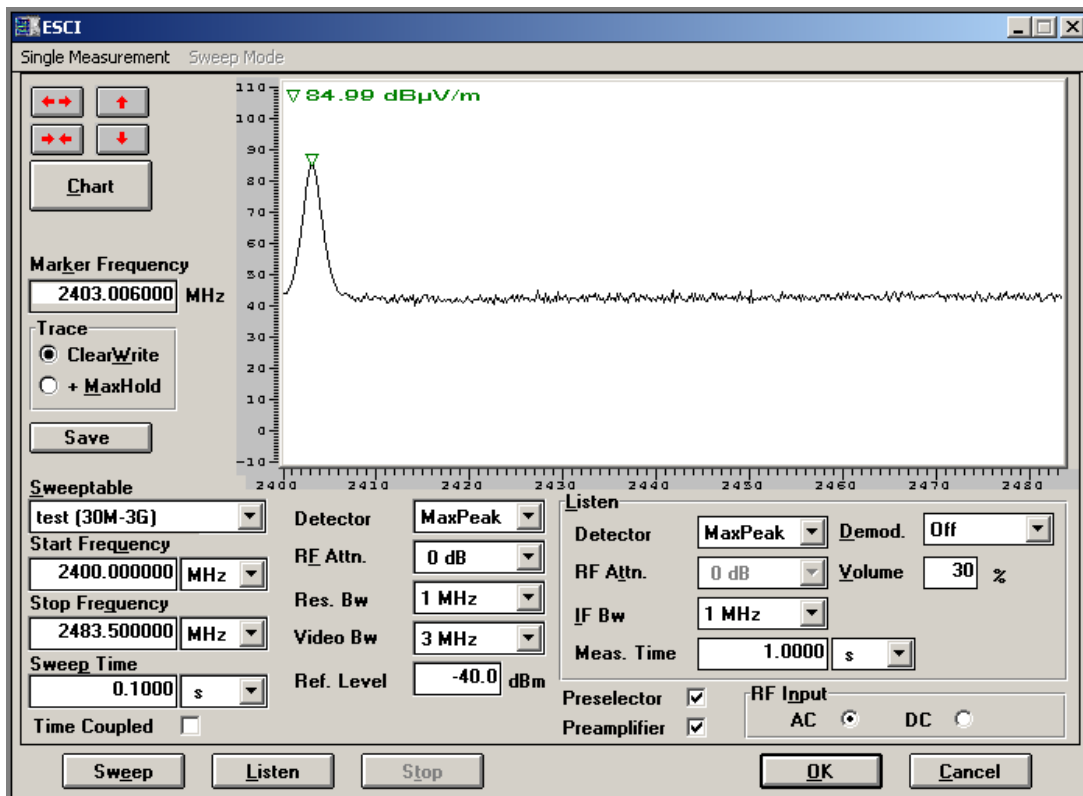 ESCI
Single Measurement Sweep Mode
84.99 dBµV/m
110
100
90
80
70
60
50
40
30
20
10
0
-10
2400 2410 2420 2430 2440 2450 2460 2470 2480
Chart
Marker Frequency
2403.006000 MHz
Trace
ClearWrite
+ MaxHold
Save
Sweeptable
test (30M-3G)
Start Frequency
2400.000000 MHz
Stop Frequency
2483.500000 MHz
Sweep Time
0.1000 s
Time Coupled
Detector MaxPeak
RF Attn. 0 dB
Res. Bw 1 MHz
Video Bw 3 MHz
Ref. Level -40.0 dBm
Listen
Detector MaxPeak Demod. Off
RF Attn. 0 dB Volume 30 %
IF Bw 1 MHz
Meas. Time 1.0000 s
Preselector
Preamplifier
RF Input
AC DC
Sweep Listen Stop OK Cancel